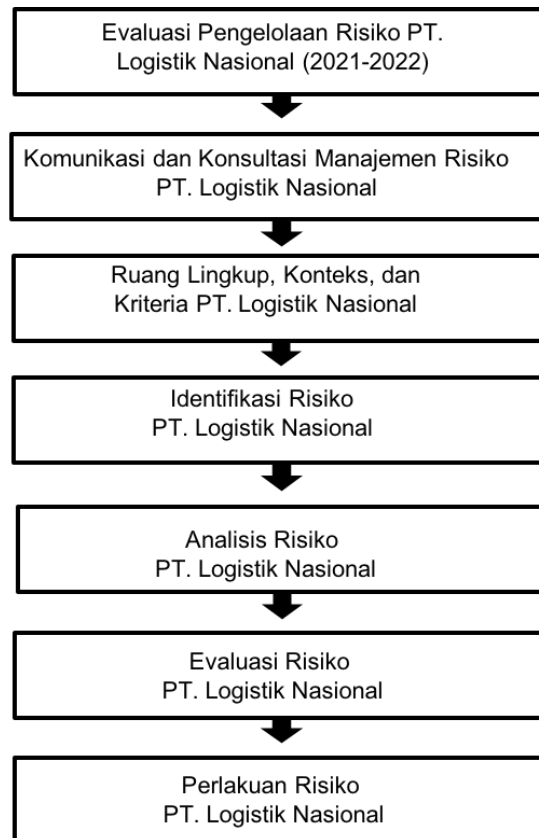 Evaluasi Pengelolaan Risiko PT.
Logistik Nasional (2021-2022)
Komunikasi dan Konsultasi Manajemen Risiko
PT. Logistik Nasional
Ruang Lingkup, Konteks, dan
Kriteria PT. Logistik Nasional
Identifikasi Risiko
PT. Logistik Nasional
Analisis Risiko
PT. Logistik Nasional
Evaluasi Risiko
PT. Logistik Nasional
Perlakuan Risiko
PT. Logistik Nasional